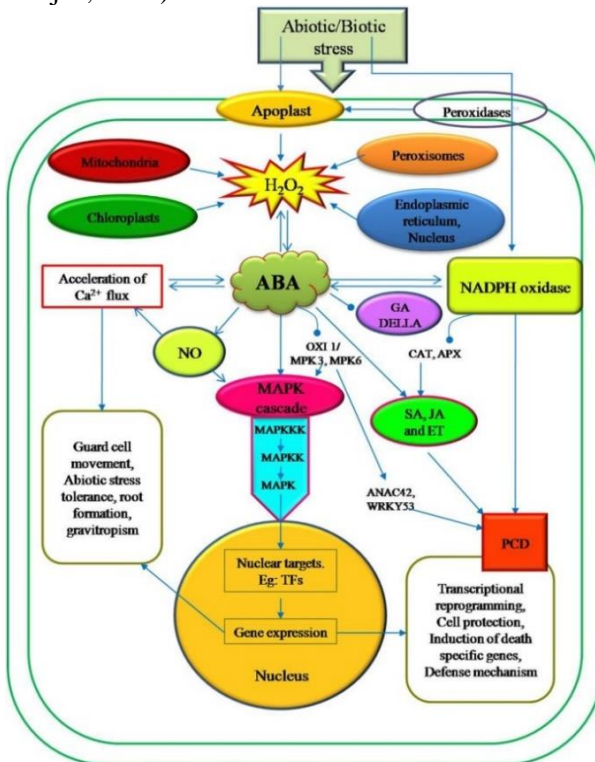 Abiotic/Biotic
stress
Apoplast
Peroxidases
Mitochondria
H₂O₂
Peroxisomes
Chloroplasts
Endoplasmic
reticulum,
Nucleus
Acceleration of
Ca²⁺ flux
ABA
GA
DELLA
NADPH oxidase
NO
OXI 1/
MPK3, MPK6
CAT, APX
MAPK
cascade
SA, JA
and ET
MAPKKK
MAPKK
MAPK
Guard cell
movement,
Abiotic stress
tolerance, root
formation,
gravitropism
ANAC42,
WRKY53
PCD
Nuclear targets.
Eg: TFs
Gene expression
Nucleus
Transcriptional
reprogramming,
Cell protection,
Induction of death
specific genes,
Defense mechanism